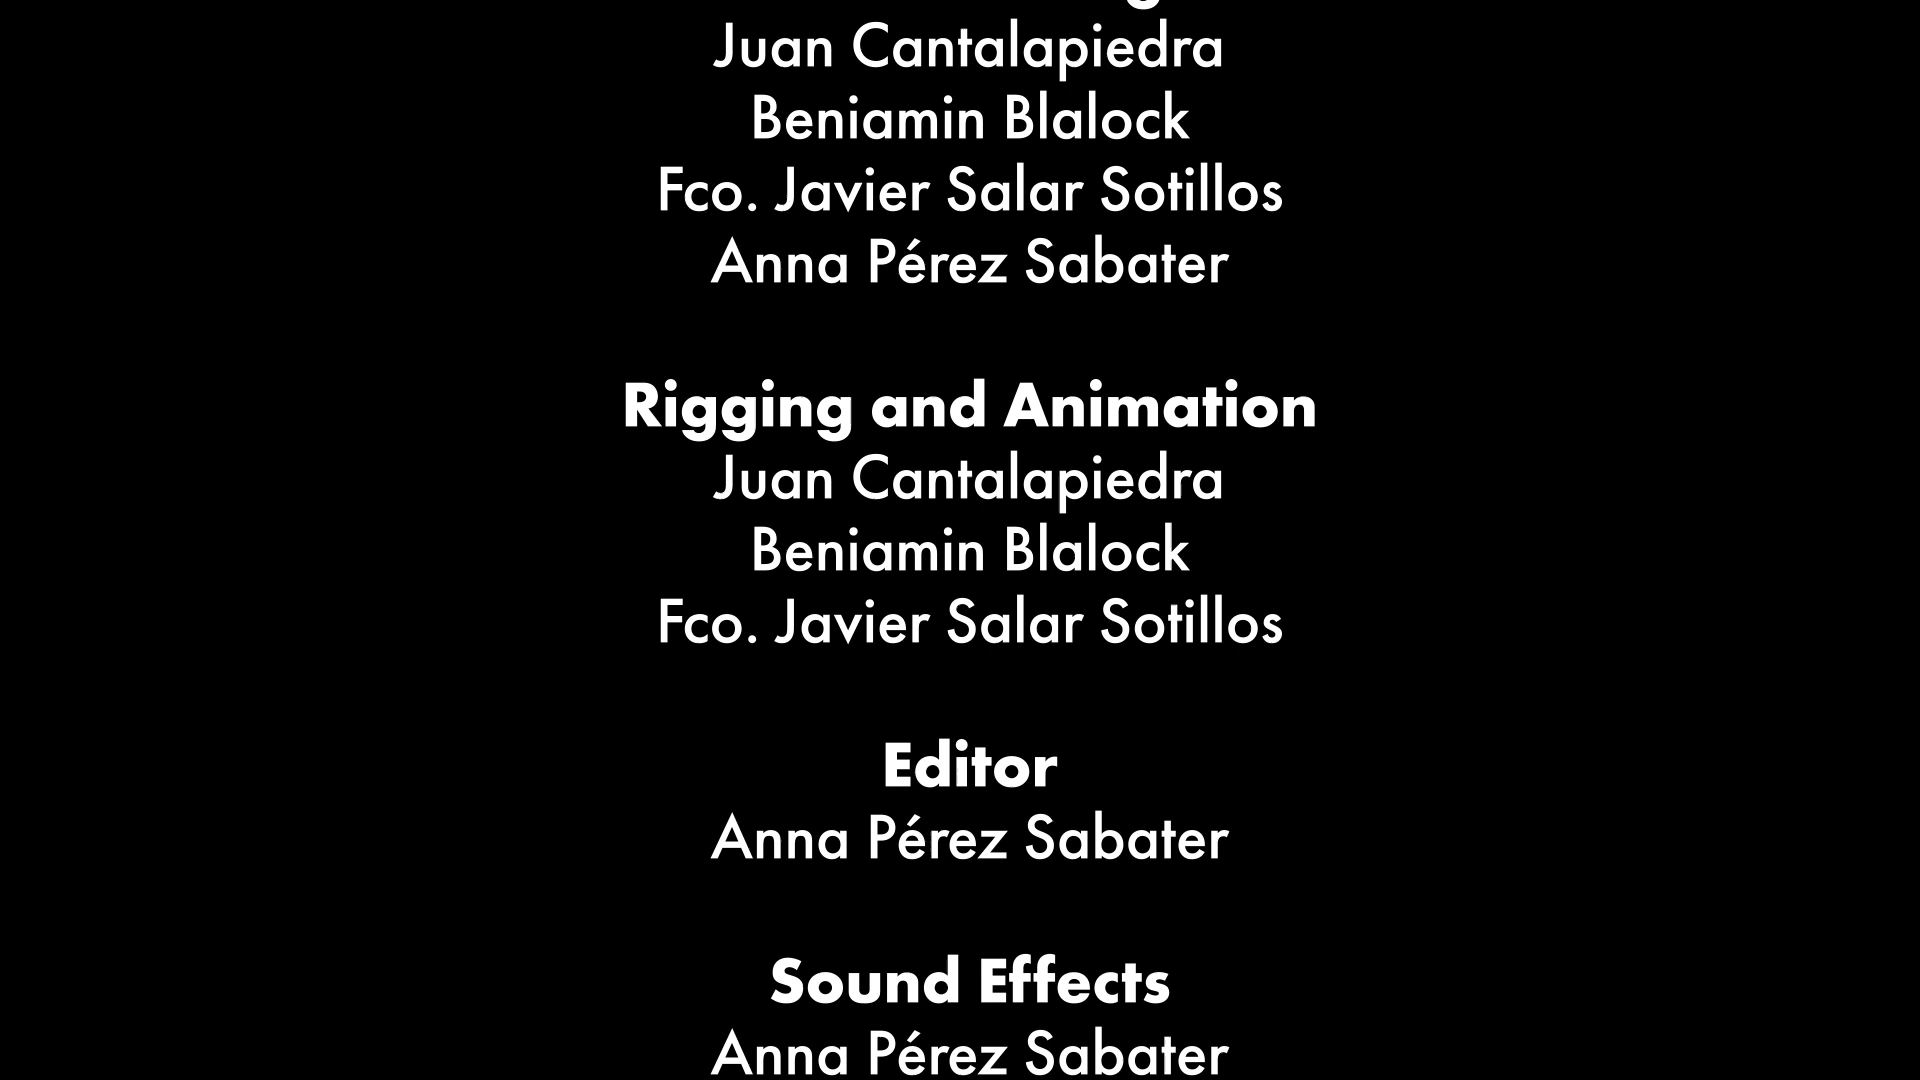 Juan Cantalapiedra
Beniamin Blalock
Fco. Javier Salar Sotillos
Anna Pérez Sabater
Rigging and Animation
Juan Cantalapiedra
Beniamin Blalock
Fco. Javier Salar Sotillos
Editor
Anna Pérez Sabater
Sound Effects
Anna Pérez Sabater